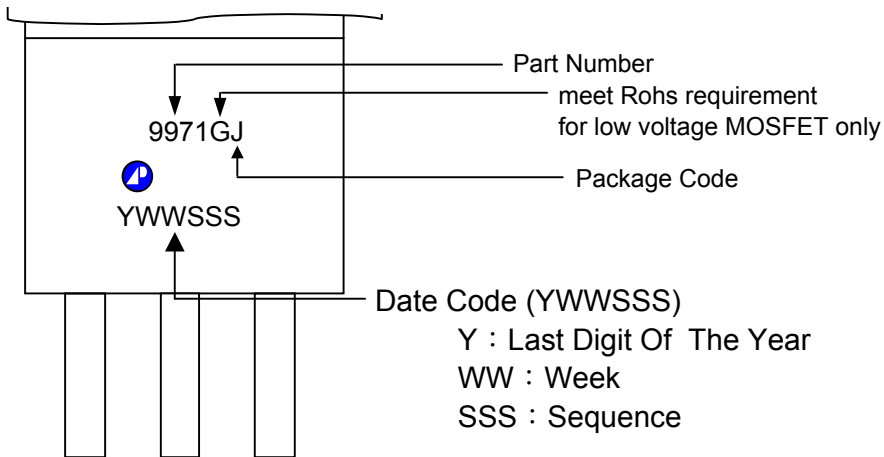 Part Number
meet Rohs requirement
for low voltage MOSFET only
9971GJ
Package Code
YWWSSS
Date Code (YWWSSS)
Y：Last Digit Of The Year
WW：Week
SSS：Sequence